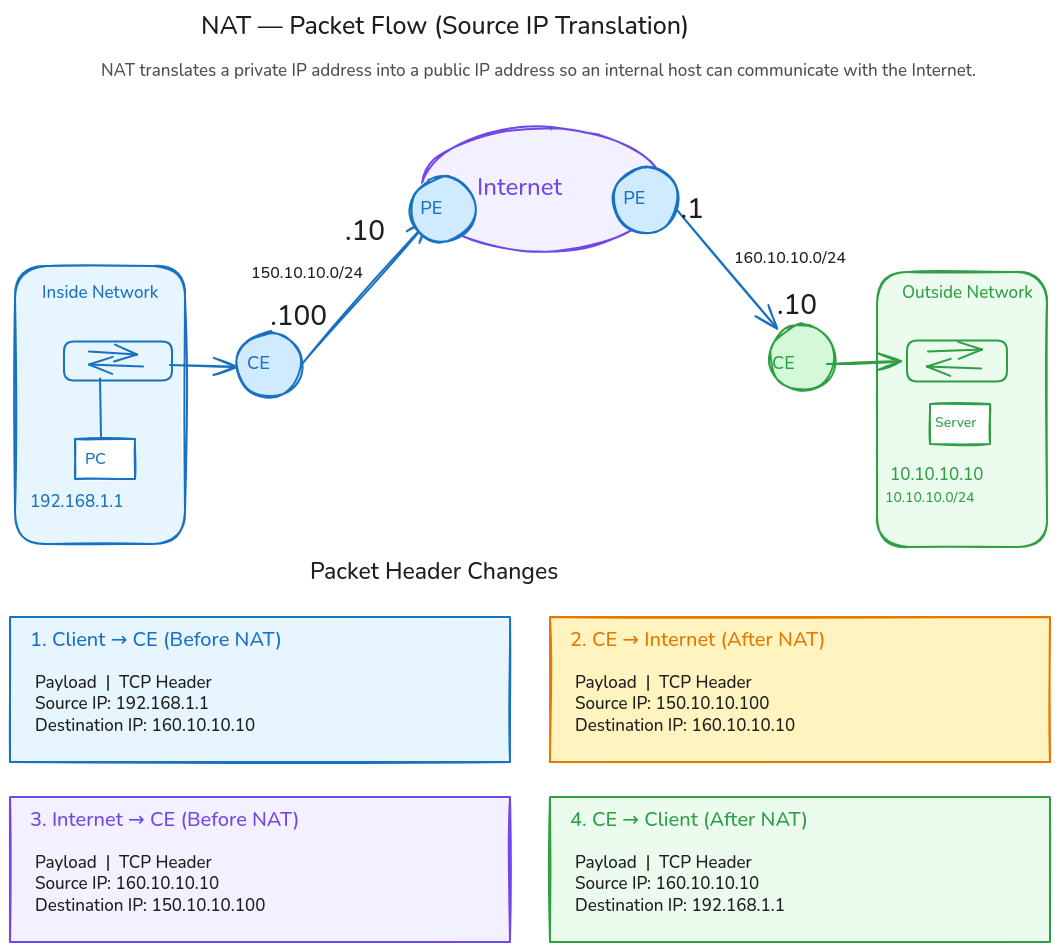 NAT — Packet Flow (Source IP Translation)
NAT translates a private IP address into a public IP address so an internal host can communicate with the Internet.
Internet
PE
PE
.10
.1
150.10.10.0/24
160.10.10.0/24
.100
.10
CE
CE
Inside Network
PC
192.168.1.1
Outside Network
Server
10.10.10.10
10.10.10.0/24
Packet Header Changes
1. Client → CE (Before NAT)
Payload | TCP Header
Source IP: 192.168.1.1
Destination IP: 160.10.10.10
2. CE → Internet (After NAT)
Payload | TCP Header
Source IP: 150.10.10.100
Destination IP: 160.10.10.10
3. Internet → CE (Before NAT)
Payload | TCP Header
Source IP: 160.10.10.10
Destination IP: 150.10.10.100
4. CE → Client (After NAT)
Payload | TCP Header
Source IP: 160.10.10.10
Destination IP: 192.168.1.1